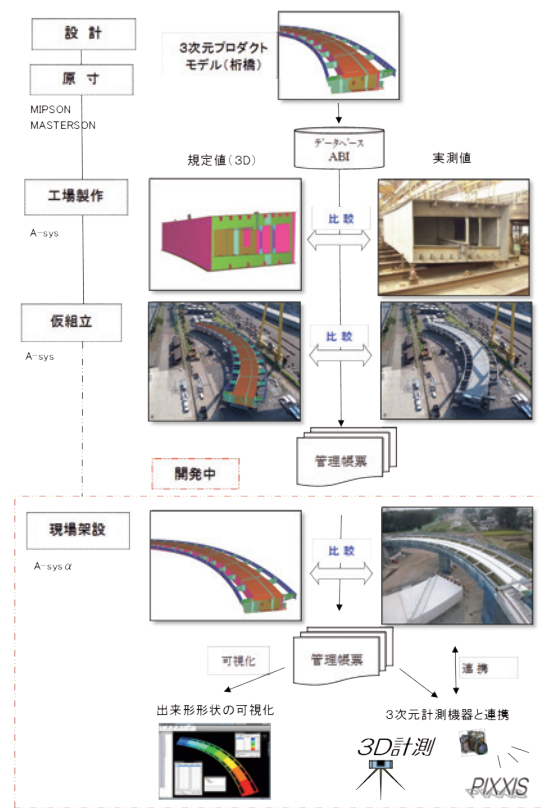 設 計
3次元プロダクト
モデル(桁橋)
原 寸
MIPSON
MASTERSON
データベース
ABI
規定値(3D)
実測値
工場製作
比 較
A-sys
仮組立
比 較
A-sys
管理帳票
開発中
現場架設
比 較
A-sysα
可視化
管理帳票
連 携
出来形形状の可視化
3次元計測機器と連携
3D計測
PIXXIS